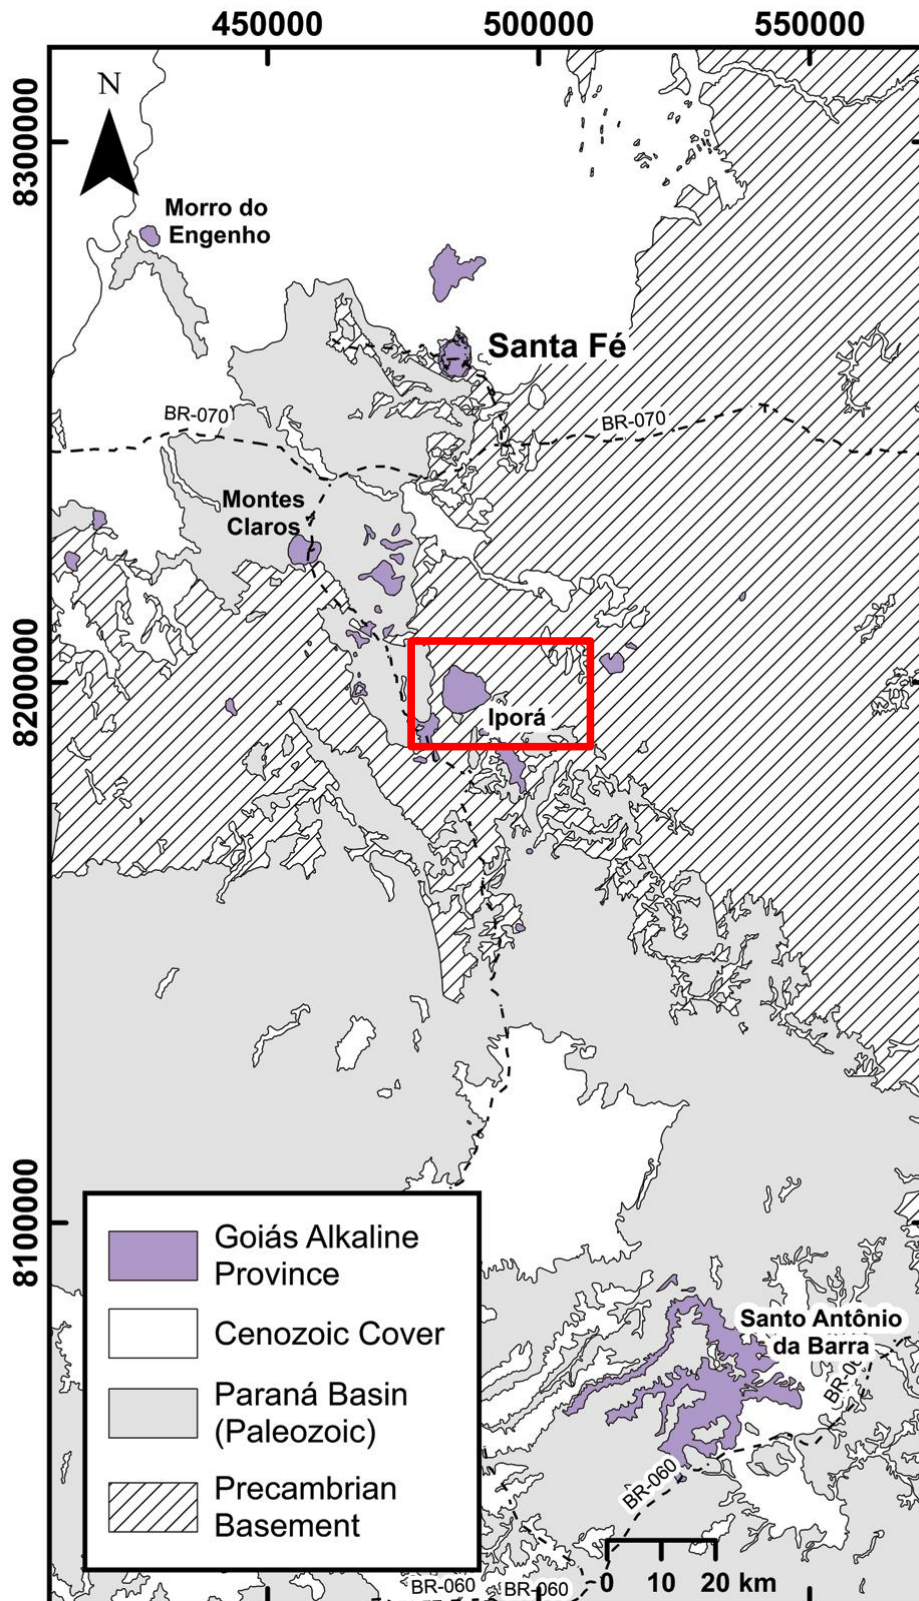 450000
500000
550000
8300000
8200000
8100000
N
Morro do
Engenho
Santa Fé
BR-070
BR-070
Montes
Claros
Iporá
Goiás Alkaline
Province
Cenozoic Cover
Paraná Basin
(Paleozoic)
Precambrian
Basement
Santo Antônio
da Barra
BR-060
BR-060
BR-060
0 10 20 km